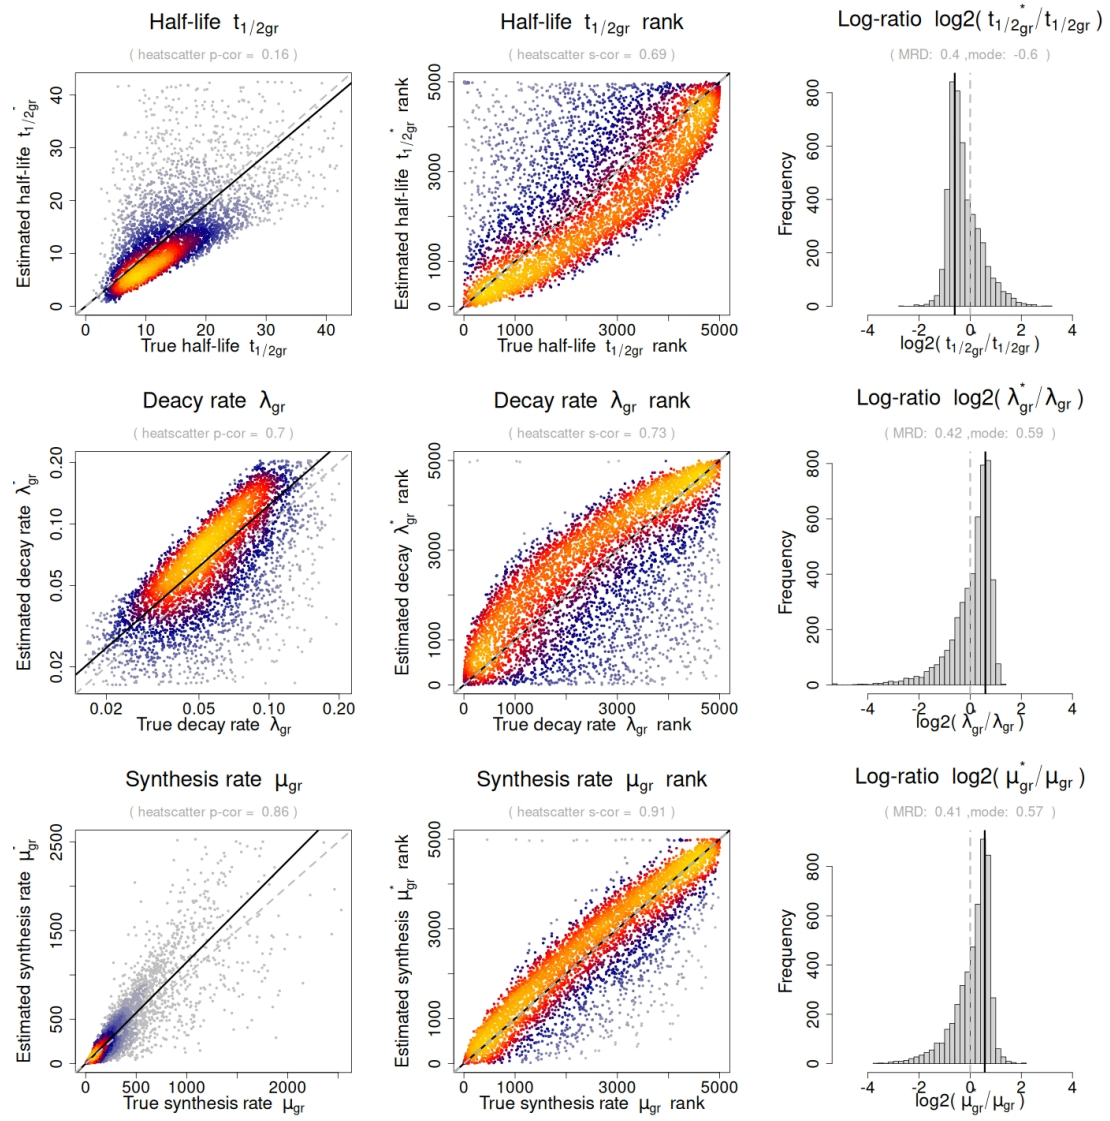 Half-life t1/2gr
( heatscatter p-cor = 0.16 )
Estimated half-life t*1/2gr
40
30
20
10
0
0 10 20 30 40
True half-life t1/2gr
Half-life t1/2gr rank
( heatscatter s-cor = 0.69 )
Estimated half-life t*1/2gr rank
5000
3000
1000
0
0 1000 3000 5000
True half-life t1/2gr rank
Log-ratio log2( t*1/2gr/t1/2gr )
( MRD: 0.4 ,mode: -0.6 )
Frequency
800
600
400
200
0
-4 -2 0 2 4
log2( t1/2gr/t1/2gr )
Deacy rate λgr
( heatscatter p-cor = 0.7 )
Estimated decay rate λ*gr
0.20
0.10
0.05
0.02
0.02 0.05 0.10 0.20
True decay rate λgr
Decay rate λgr rank
( heatscatter s-cor = 0.73 )
Estimated decay λ*gr rank
5000
3000
1000
0
0 1000 3000 5000
True decay rate λgr rank
Log-ratio log2( λ*gr/λgr )
( MRD: 0.42 ,mode: 0.59 )
Frequency
800
600
400
200
0
-4 -2 0 2 4
log2( λgr/λgr )
Synthesis rate μgr
( heatscatter p-cor = 0.86 )
Estimated synthesis rate μ*gr
2500
1500
500
0
0 500 1000 2000
True synthesis rate μgr
Synthesis rate μgr rank
( heatscatter s-cor = 0.91 )
Estimated synthesis μ*gr rank
5000
3000
1000
0
0 1000 3000 5000
True synthesis rate μgr rank
Log-ratio log2( μ*gr/μgr )
( MRD: 0.41 ,mode: 0.57 )
Frequency
800
600
400
200
0
-4 -2 0 2 4
log2( μgr/μgr )